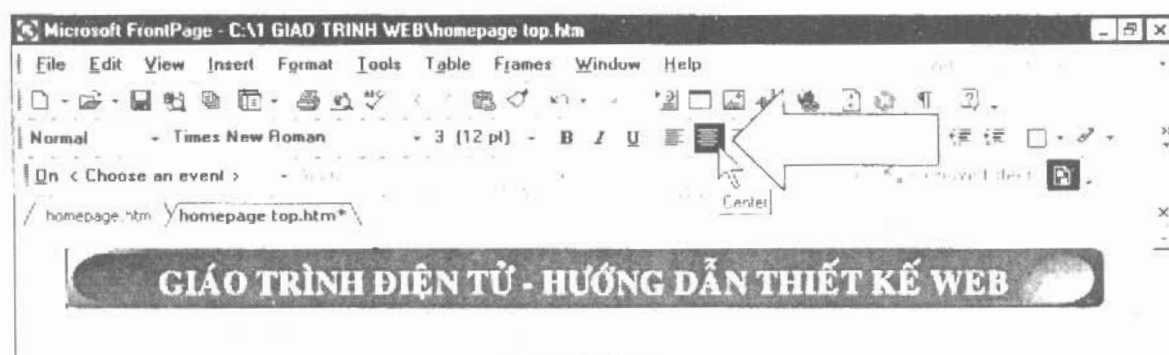 Microsoft FrontPage - C:\1 GIAO TRINH WEB\homepage top.htm
File Edit View Insert Format Tools Table Frames Window Help
Normal Times New Roman 3 (12 pt) B I U
On < Choose an event >
Center
homepage.htm homepage top.htm*
GIÁO TRÌNH ĐIỆN TỬ - HƯỚNG DẪN THIẾT KẾ WEB